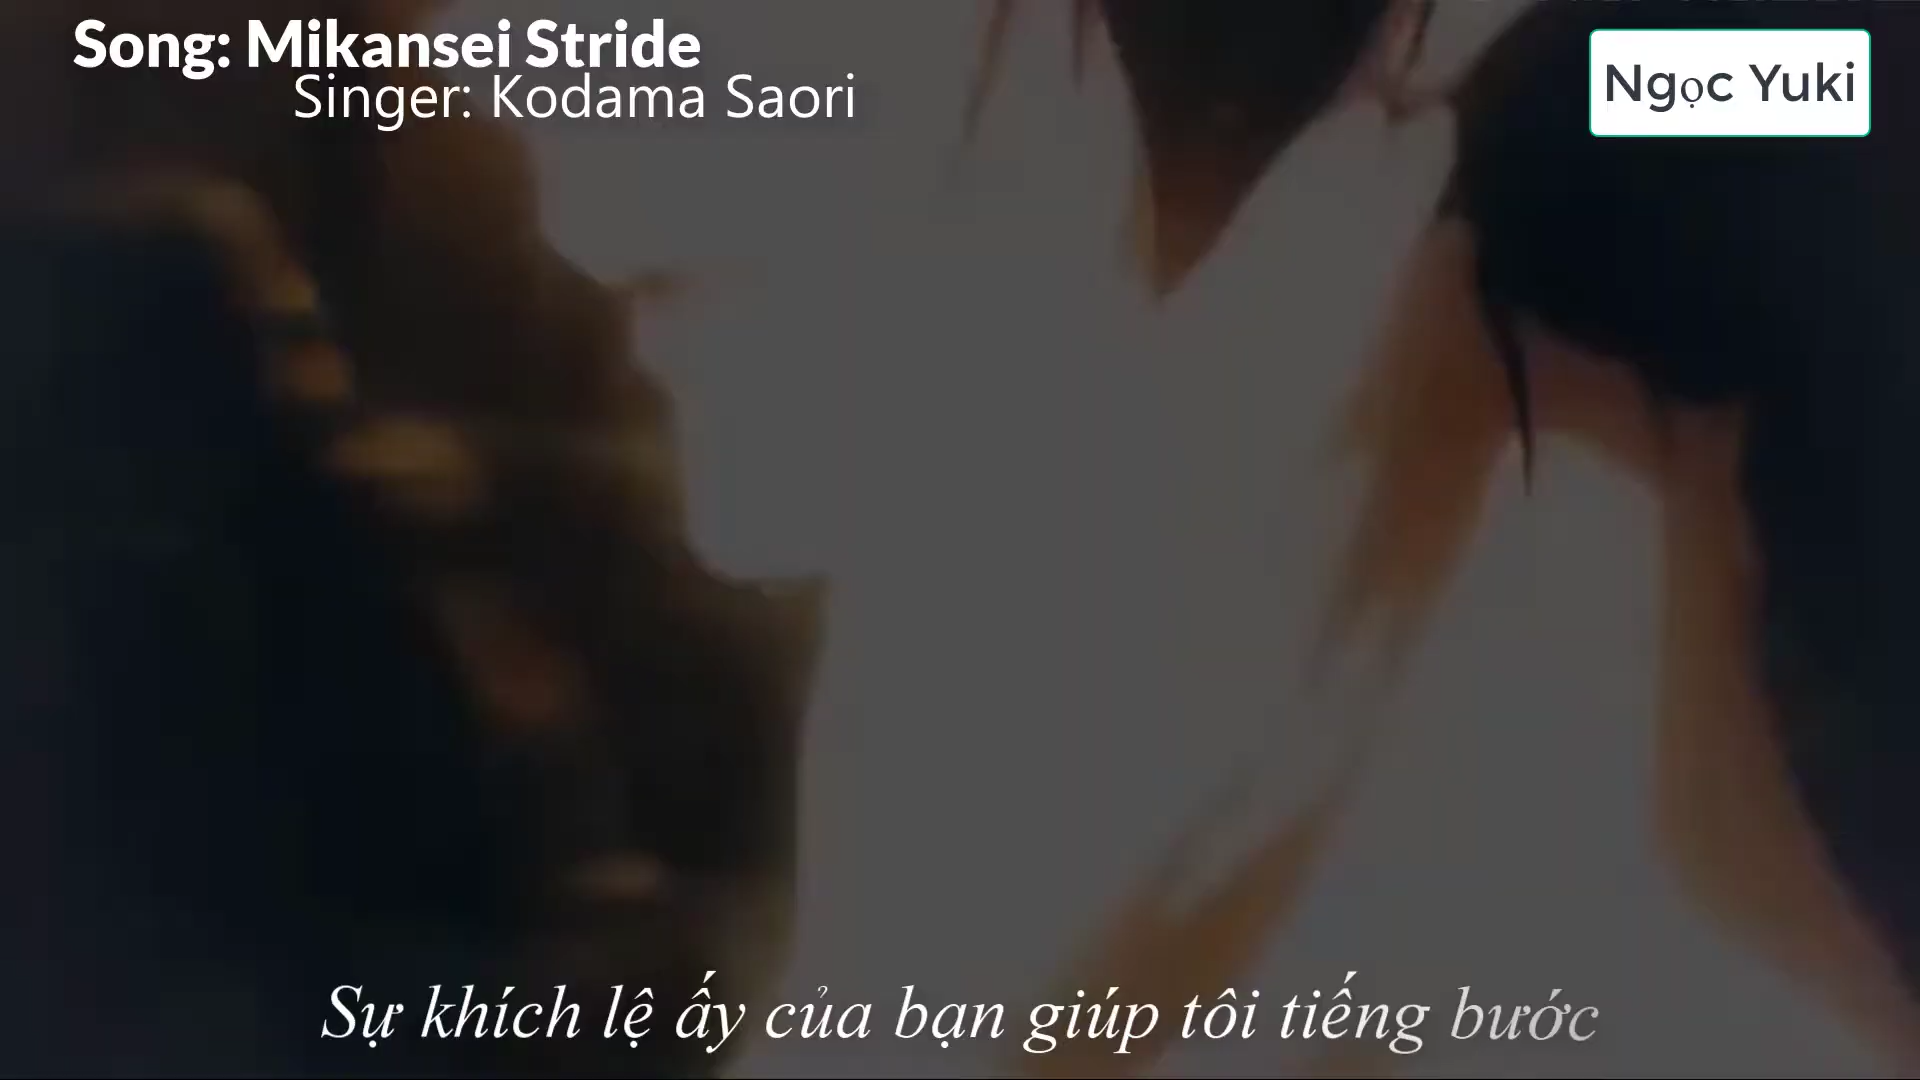 Song: Mikansei Stride
Singer: Kodama Saori
Ngọc Yuki
Sự khích lệ ấy của bạn giúp tôi tiếng bước